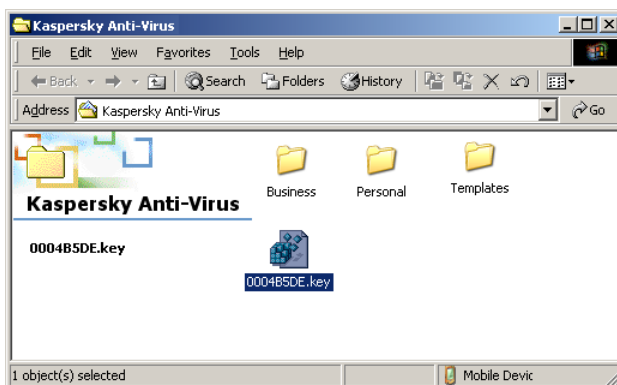 Kaspersky Anti-Virus
File Edit View Favorites Tools Help
Back Search Folders History
Address Kaspersky Anti-Virus Go
Kaspersky Anti-Virus
0004B5DE.key
Business Personal Templates
0004B5DE.key
1 object(s) selected Mobile Devic